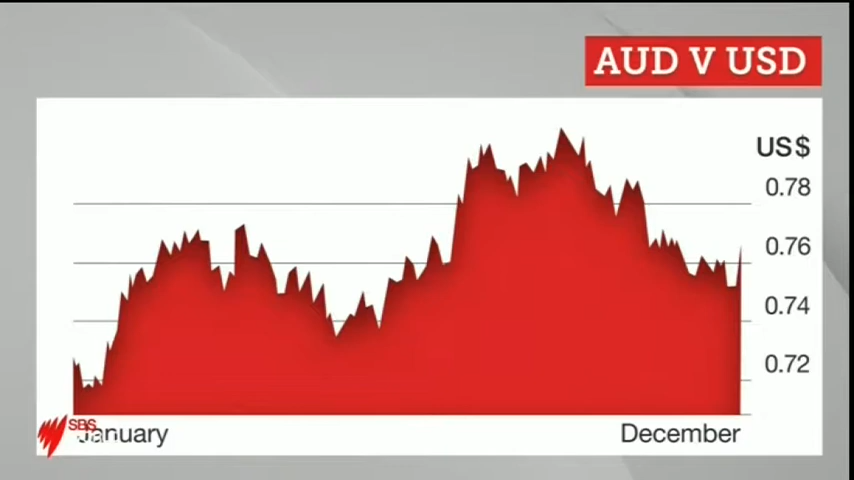 AUD V USD
US$
0.78
0.76
0.74
0.72
SBS
January
December